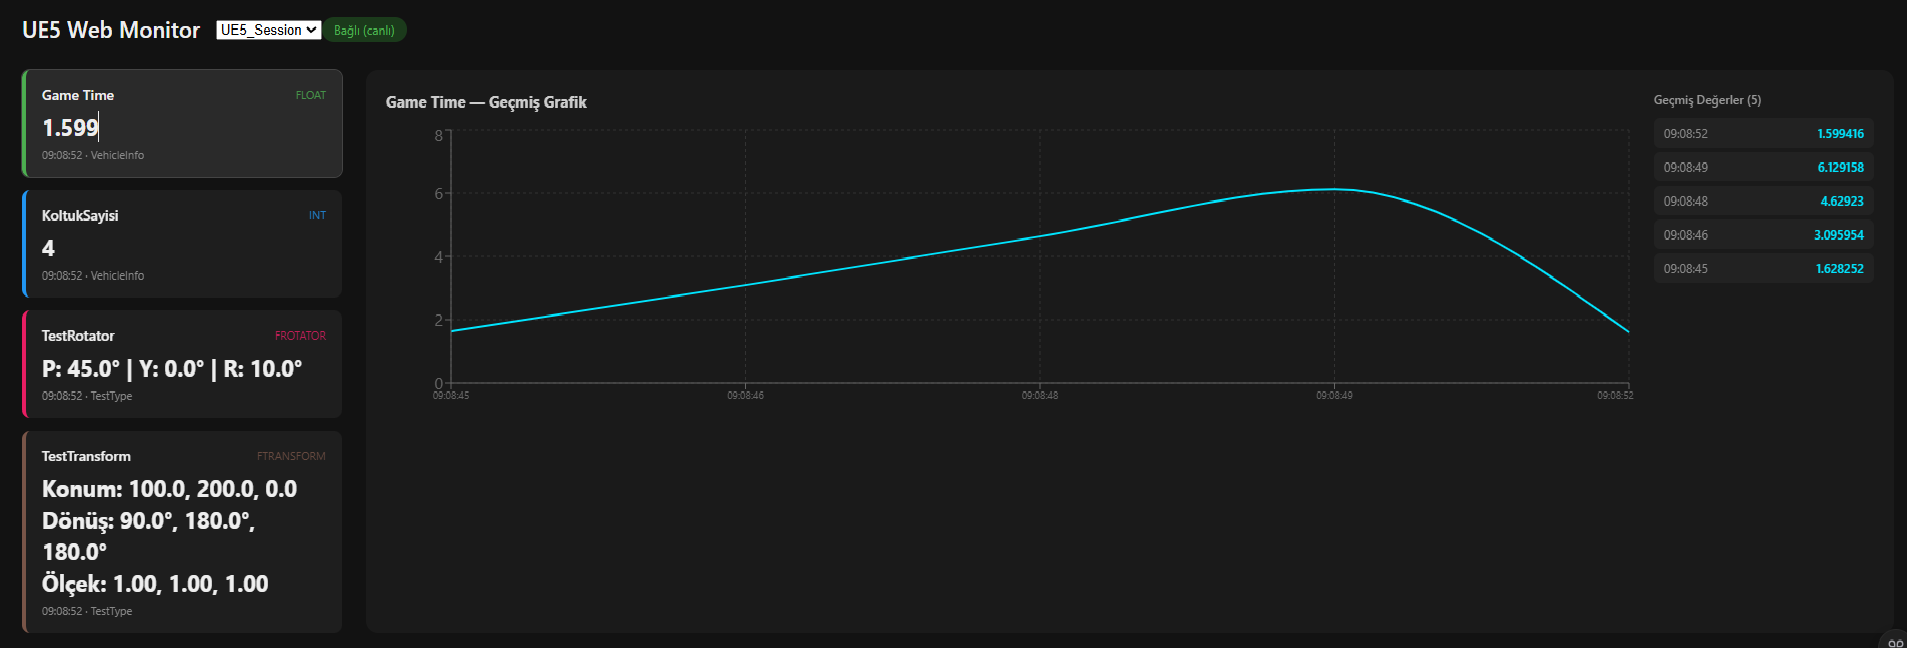 UE5 Web Monitor
UE5_Session
Bağlı (canlı)
Game Time
FLOAT
1.599
09:08:52 · VehicleInfo
KoltukSayisi
INT
4
09:08:52 · VehicleInfo
TestRotator
FROTATOR
P: 45.0° | Y: 0.0° | R: 10.0°
09:08:52 · TestType
TestTransform
FTRANSFORM
Konum: 100.0, 200.0, 0.0
Dönüş: 90.0°, 180.0°,
180.0°
Ölçek: 1.00, 1.00, 1.00
09:08:52 · TestType
Game Time — Geçmiş Grafik
8
6
4
2
0
09:08:45
09:08:46
09:08:48
09:08:49
09:08:52
Geçmiş Değerler (5)
09:08:52 1.599416
09:08:49 6.129158
09:08:48 4.62923
09:08:46 3.095954
09:08:45 1.628252